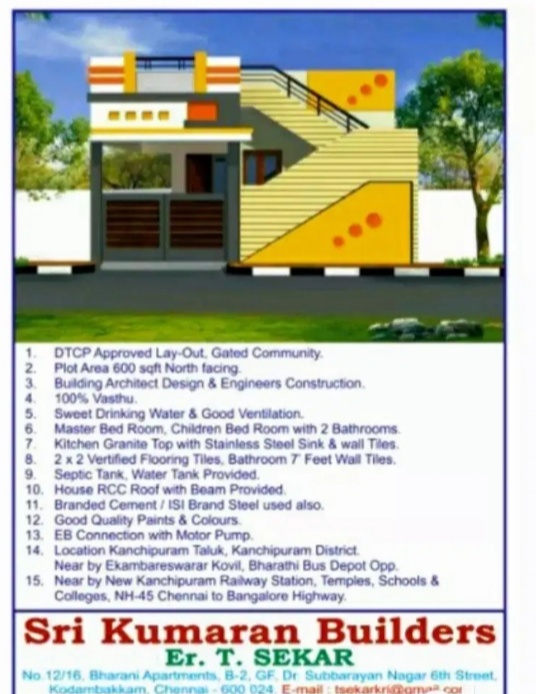 1. DTCP Approved Lay-Out, Gated Community.
2. Plot Area 600 sqft North facing.
3. Building Architect Design & Engineers Construction.
4. 100% Vasthu.
5. Sweet Drinking Water & Good Ventilation.
6. Master Bed Room, Children Bed Room with 2 Bathrooms.
7. Kitchen Granite Top with Stainless Steel Sink & wall Tiles.
8. 2 x 2 Vertified Flooring Tiles, Bathroom 7' Feet Wall Tiles.
9. Septic Tank, Water Tank Provided.
10. House RCC Roof with Beam Provided.
11. Branded Cement / ISI Brand Steel used also.
12. Good Quality Paints & Colours.
13. EB Connection with Motor Pump.
14. Location Kanchipuram Taluk, Kanchipuram District.
Near by Ekambareswarar Kovil, Bharathi Bus Depot Opp.
15. Near by New Kanchipuram Railway Station, Temples, Schools &
Colleges, NH-45 Chennai to Bangalore Highway.
Sri Kumaran Builders
Er. T. SEKAR
No.12/16, Bharani Apartments, B-2, GF, Dr. Subbarayan Nagar 6th Street,
Kodambakkam, Chennai - 600 024. E-mail : tsekarkri@gmail.com